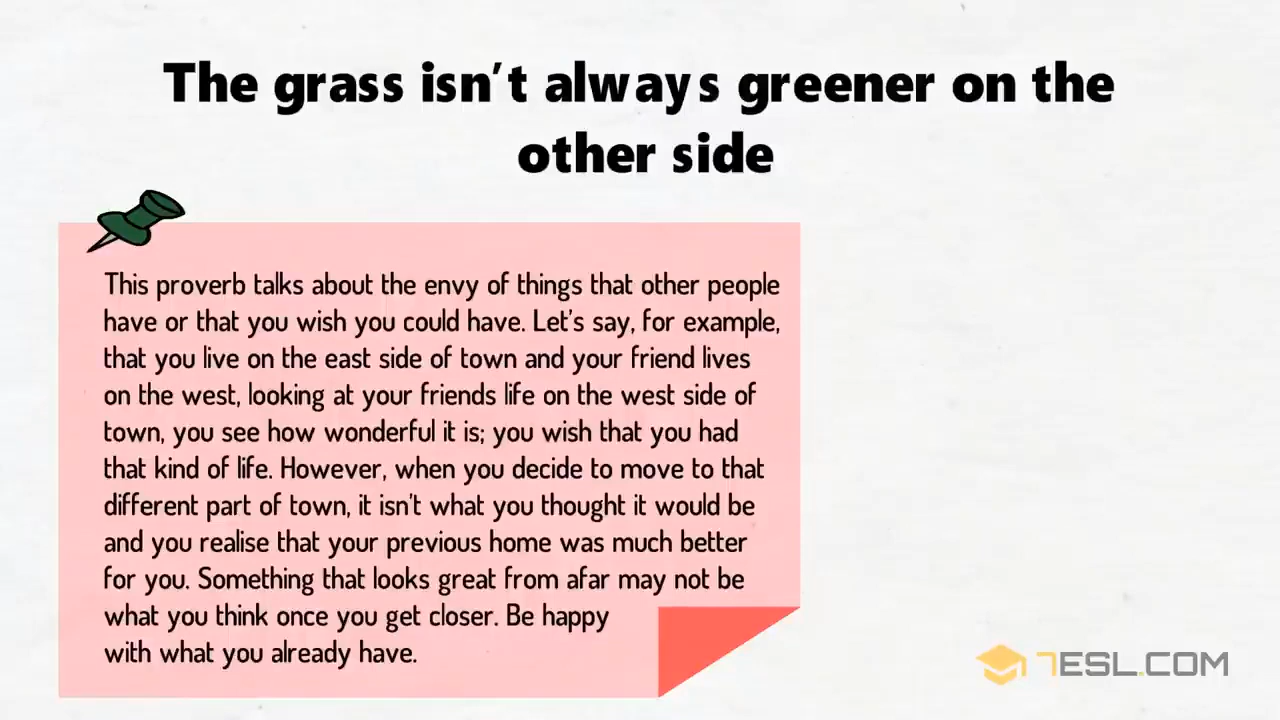 The grass isn't always greener on the
other side
This proverb talks about the envy of things that other people
have or that you wish you could have. Let's say, for example,
that you live on the east side of town and your friend lives
on the west, looking at your friends life on the west side of
town, you see how wonderful it is; you wish that you had
that kind of life. However, when you decide to move to that
different part of town, it isn't what you thought it would be
and you realise that your previous home was much better
for you. Something that looks great from afar may not be
what you think once you get closer. Be happy
with what you already have.
7ESL.COM